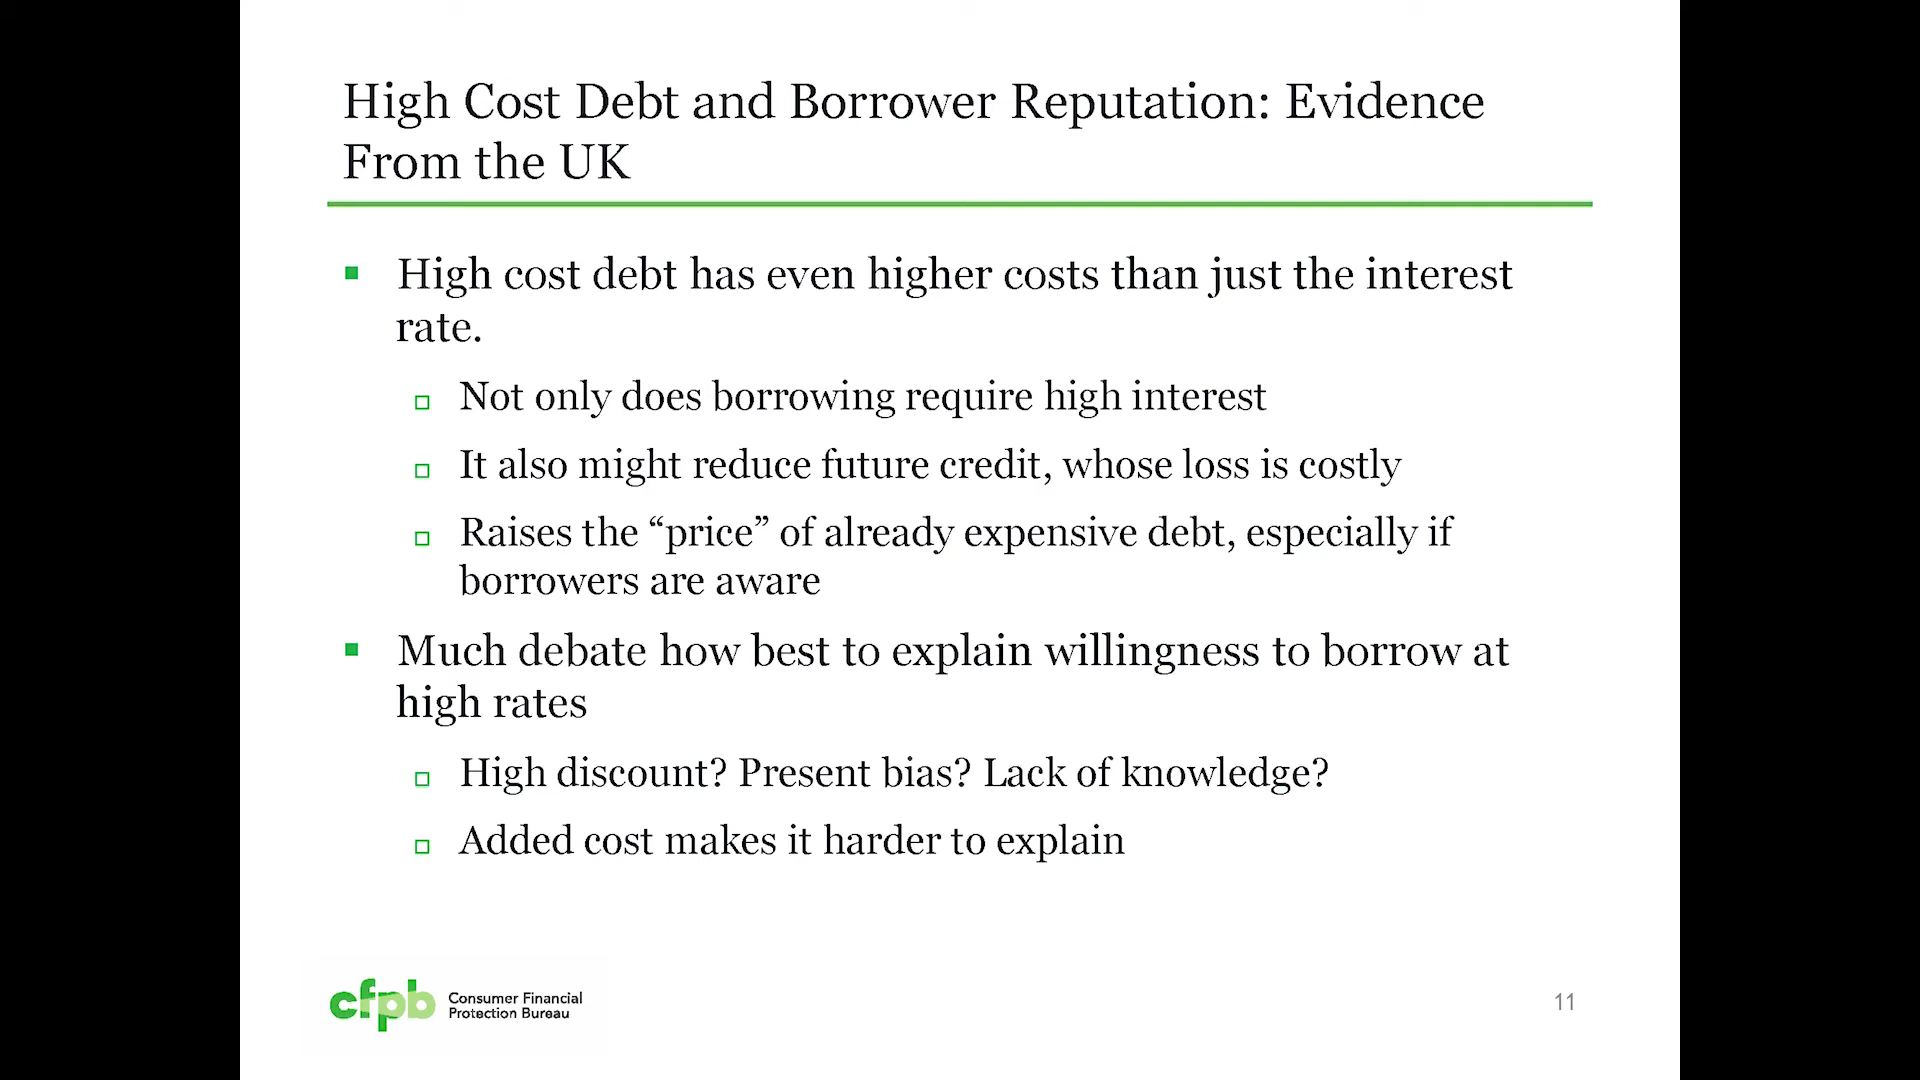 High Cost Debt and Borrower Reputation: Evidence
From the UK
High cost debt has even higher costs than just the interest
rate.
Not only does borrowing require high interest
It also might reduce future credit, whose loss is costly
Raises the “price” of already expensive debt, especially if
borrowers are aware
Much debate how best to explain willingness to borrow at
high rates
High discount? Present bias? Lack of knowledge?
Added cost makes it harder to explain
cfpb
Consumer Financial
Protection Bureau
11